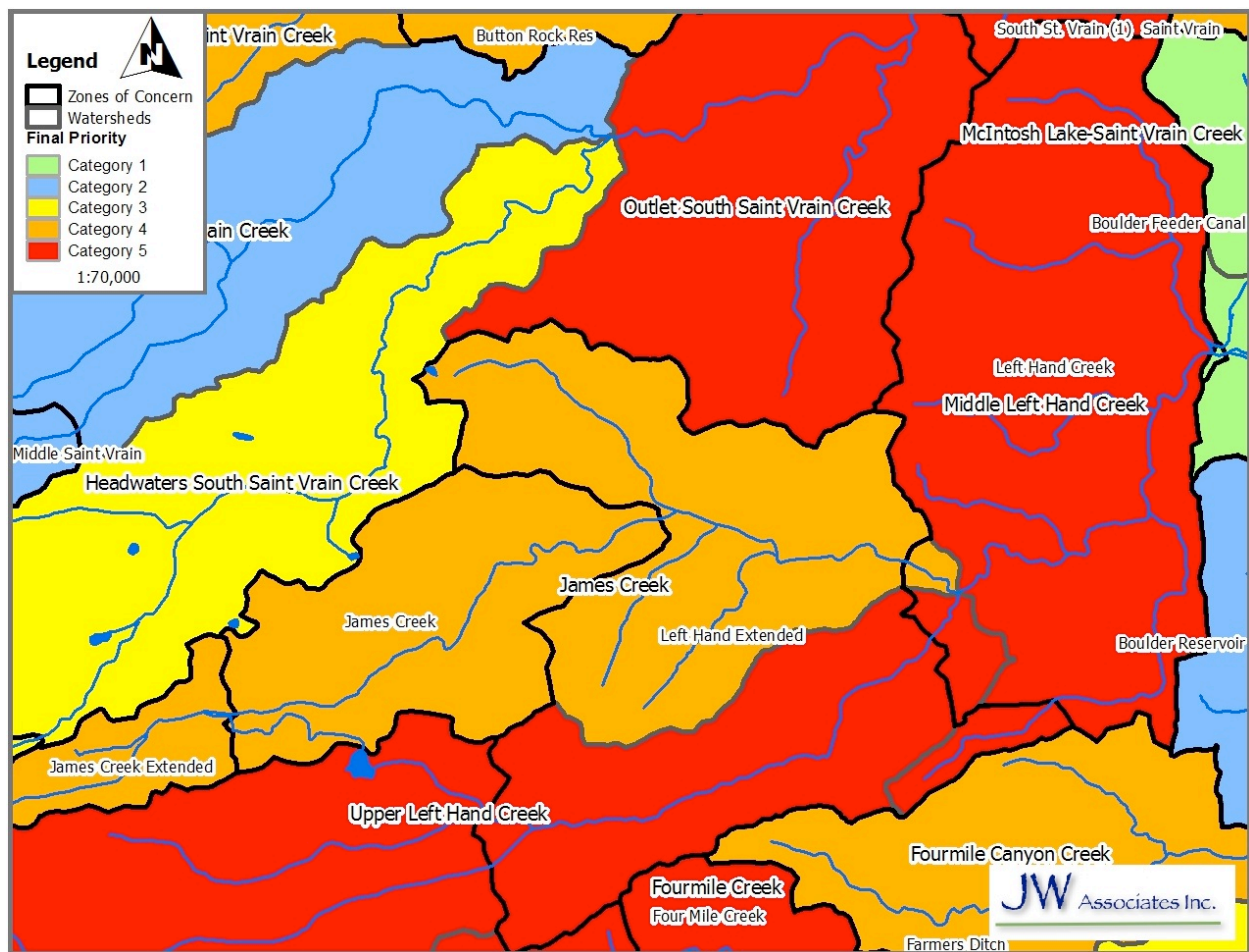 Legend
N
Zones of Concern
Watersheds
Final Priority
Category 1
Category 2
Category 3
Category 4
Category 5
1:70,000
int Vrain Creek
Button Rock Res
South St. Vrain (1)
Saint Vrain
McIntosh Lake-Saint Vrain Creek
Outlet South Saint Vrain Creek
Boulder Feeder Canal
ain Creek
Left Hand Creek
Middle Left Hand Creek
Middle Saint Vrain
Headwaters South Saint Vrain Creek
James Creek
James Creek
Left Hand Extended
Boulder Reservoir
James Creek Extended
Upper Left Hand Creek
Fourmile Canyon Creek
Fourmile Creek
Four Mile Creek
JW Associates Inc.
Farmers Ditch